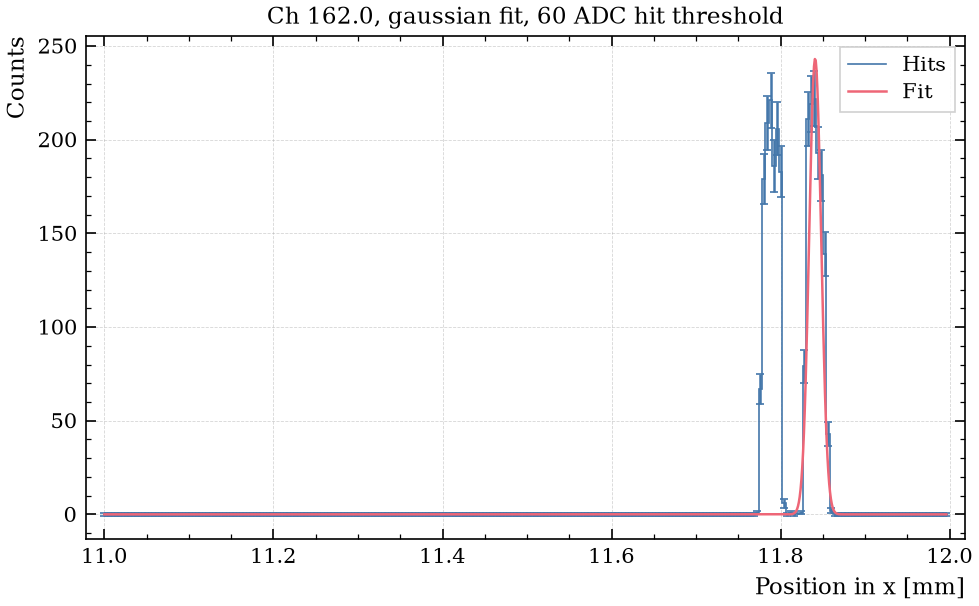 Ch 162.0, gaussian fit, 60 ADC hit threshold
Counts
250
200
150
100
50
0
Hits
Fit
11.0
11.2
11.4
11.6
11.8
12.0
Position in x [mm]